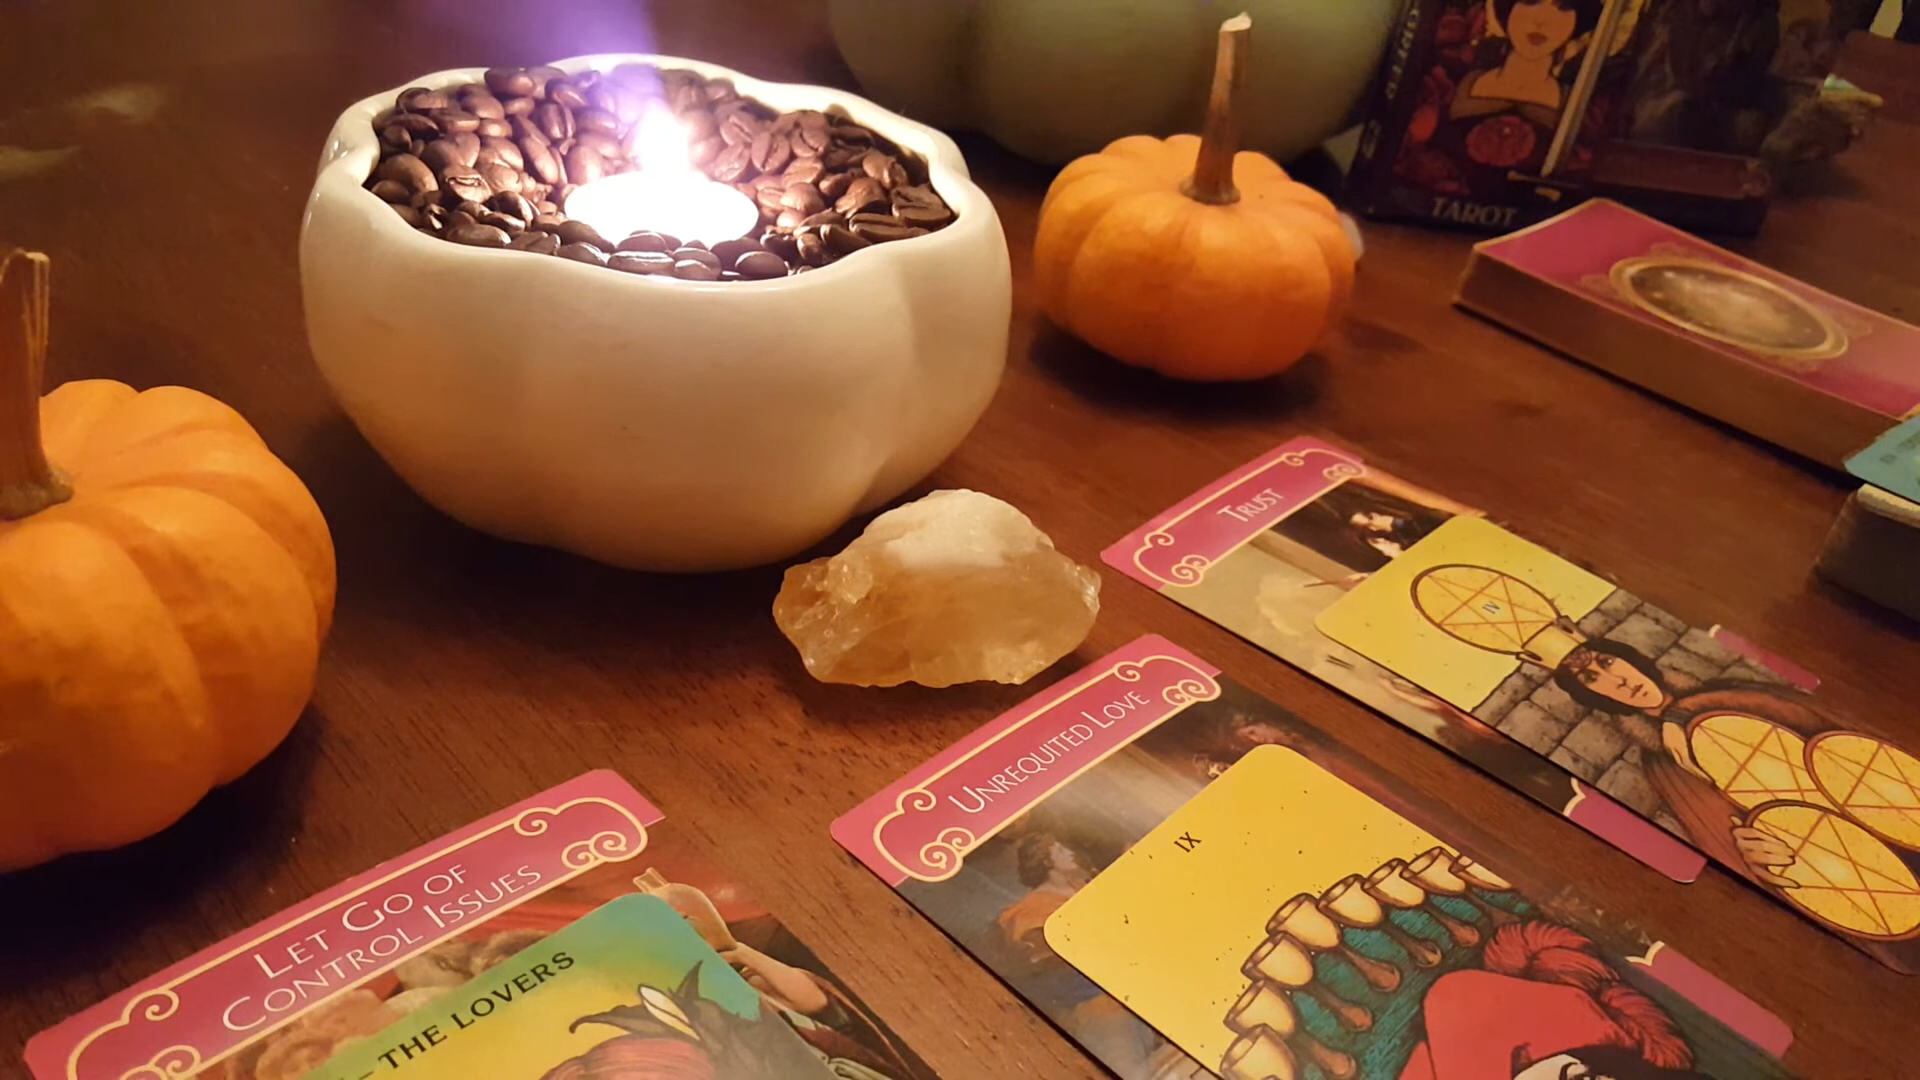 TAROT
TRUST
IV
UNREQUITED LOVE
IX
LET GO OF
CONTROL ISSUES
– THE LOVERS